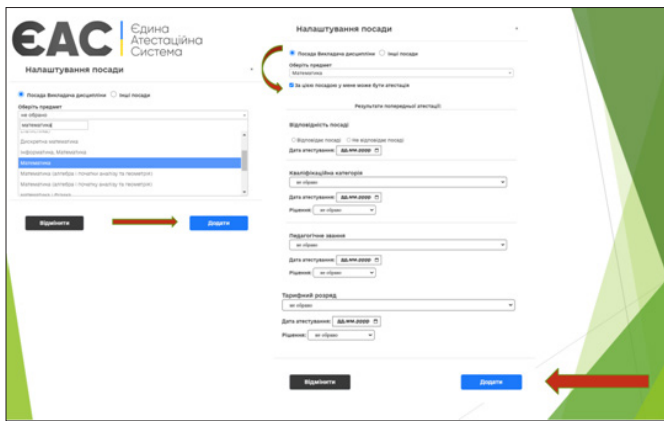 ЄАС
Єдина
Атестаційна
Система
Налаштування посади
Посада Викладача дисципліни
Інші посади
Оберіть предмет
не обрано
математика
Дискретна математика
Інформатика, Математика
Математика
Математика (алгебра і початки аналізу та геометрія)
Математика (алгебра і початки аналізу та геометрія)
Відмінити
Додати
Налаштування посади
Посада Викладача дисципліни
Інші посади
Оберіть предмет
Математика
За цією посадою у мене може бути атестація
Результати попередньої атестації:
Відповідність посаді
Відповідає посаді
Не відповідає посаді
Дата атестування: дд.мм.рррр
Кваліфікаційна категорія
не обрано
Дата атестування: дд.мм.рррр
Рішення: не обрано
Педагогічне звання
не обрано
Дата атестування: дд.мм.рррр
Рішення: не обрано
Тарифний розряд
не обрано
Дата атестування: дд.мм.рррр
Рішення: не обрано
Відмінити
Додати